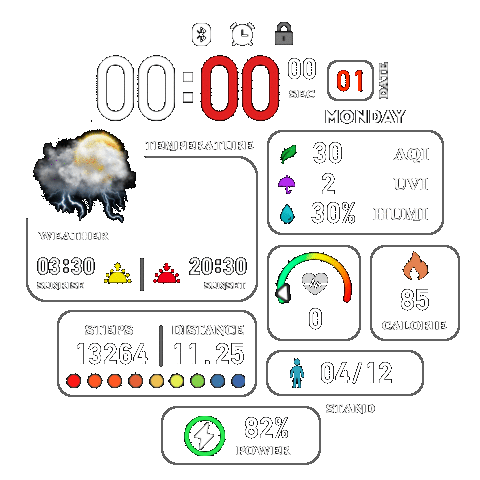 00:00 00 SEC 01 DATE
MONDAY
TEMPERATURE
30 AQI
2 UVI
30% HUMI
WEATHER
03:30 20:30
SUNRISE SUNSET
0
85
CALORIE
STEPS DISTANCE
13264 11.25
04/12
STAND
82%
POWER